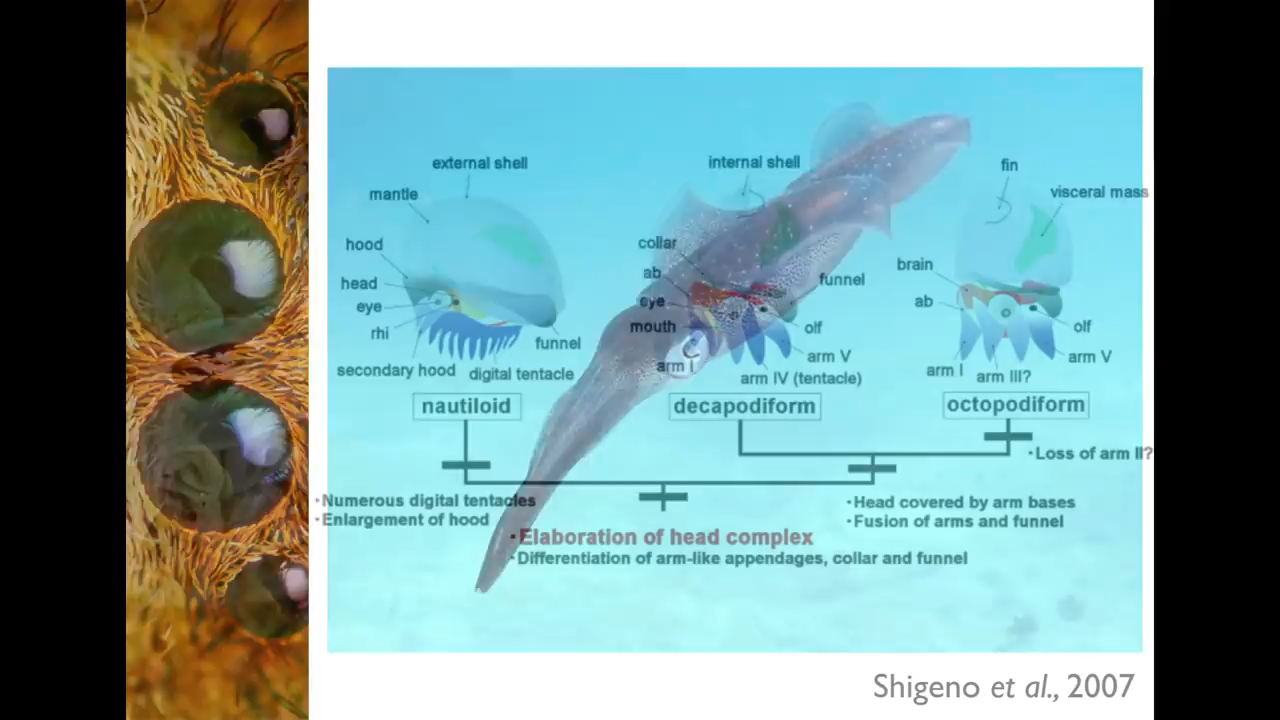 external shell
mantle
hood
head
eye
rhi
secondary hood
digital tentacle
funnel
nautiloid
internal shell
collar
ab
eye
mouth
arm I
funnel
olf
arm V
arm IV (tentacle)
decapodiform
fin
visceral mass
brain
ab
olf
arm V
arm I
arm III?
octopodiform
·Loss of arm II?
·Numerous digital tentacles
·Enlargement of hood
·Head covered by arm bases
·Fusion of arms and funnel
·Elaboration of head complex
·Differentiation of arm-like appendages, collar and funnel
Shigeno et al., 2007